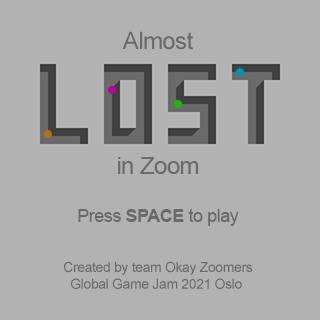 Almost
LOST
in Zoom
Press SPACE to play
Created by team Okay Zoomers
Global Game Jam 2021 Oslo